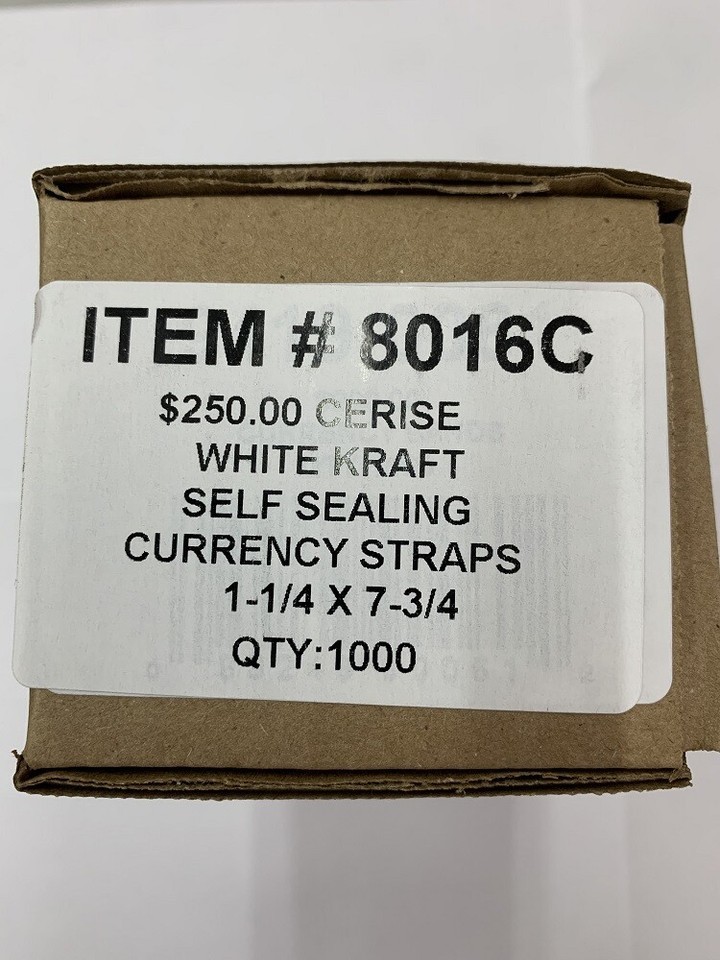 ITEM # 8016C
$250.00 CERISE
WHITE KRAFT
SELF SEALING
CURRENCY STRAPS
1-1/4 X 7-3/4
QTY:1000